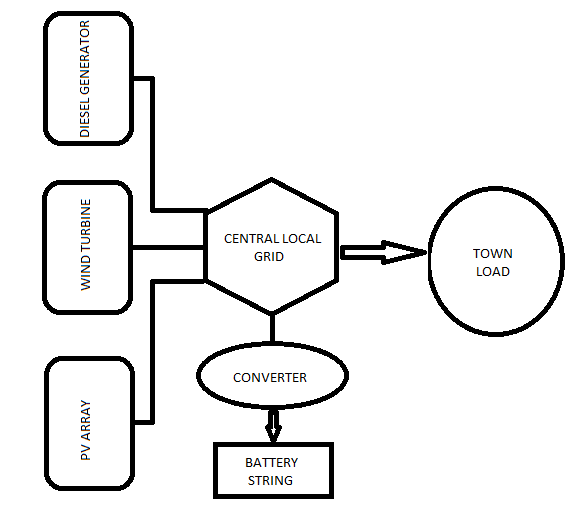 DIESEL GENERATOR
WIND TURBINE
PV ARRAY
CENTRAL LOCAL
GRID
TOWN
LOAD
CONVERTER
BATTERY
STRING